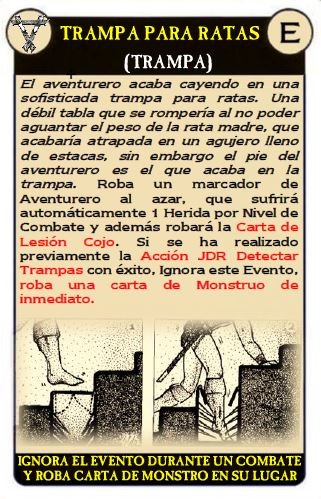 TRAMPA PARA RATAS
E
(TRAMPA)
El aventurero acaba cayendo en una
sofisticada trampa para ratas. Una
débil tabla que se rompería al no poder
aguantar el peso de la rata madre, que
acabaría atrapada en un agujero lleno
de estacas, sin embargo el pie del
aventurero es el que acaba en la
trampa. Roba un marcador de
Aventurero al azar, que sufrirá
automáticamente 1 Herida por Nivel de
Combate y además robará la Carta de
Lesión Cojo. Si se ha realizado
previamente la Acción JDR Detectar
Trampas con éxito, Ignora este Evento,
roba una carta de Monstruo de
inmediato.
IGNORA EL EVENTO DURANTE UN COMBATE
Y ROBA CARTA DE MONSTRO EN SU LUGAR